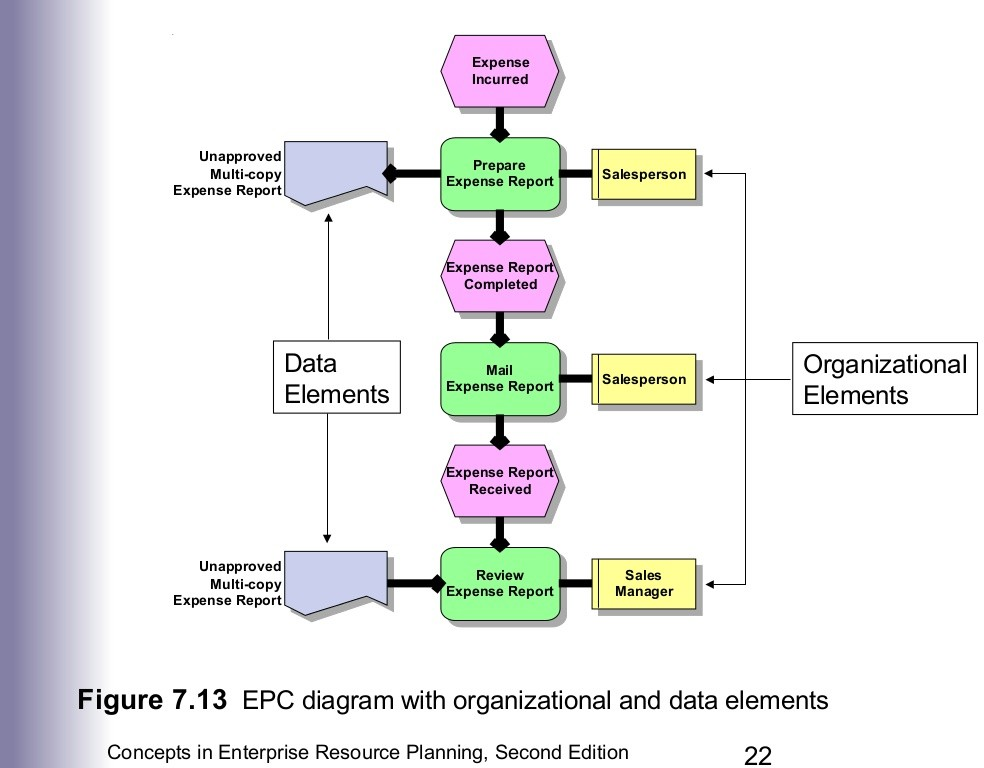 Expense
Incurred
Unapproved
Multi-copy
Expense Report
Prepare
Expense Report
Salesperson
Expense Report
Completed
Data
Elements
Mail
Expense Report
Salesperson
Organizational
Elements
Expense Report
Received
Unapproved
Multi-copy
Expense Report
Review
Expense Report
Sales
Manager
Figure 7.13 EPC diagram with organizational and data elements
Concepts in Enterprise Resource Planning, Second Edition
22